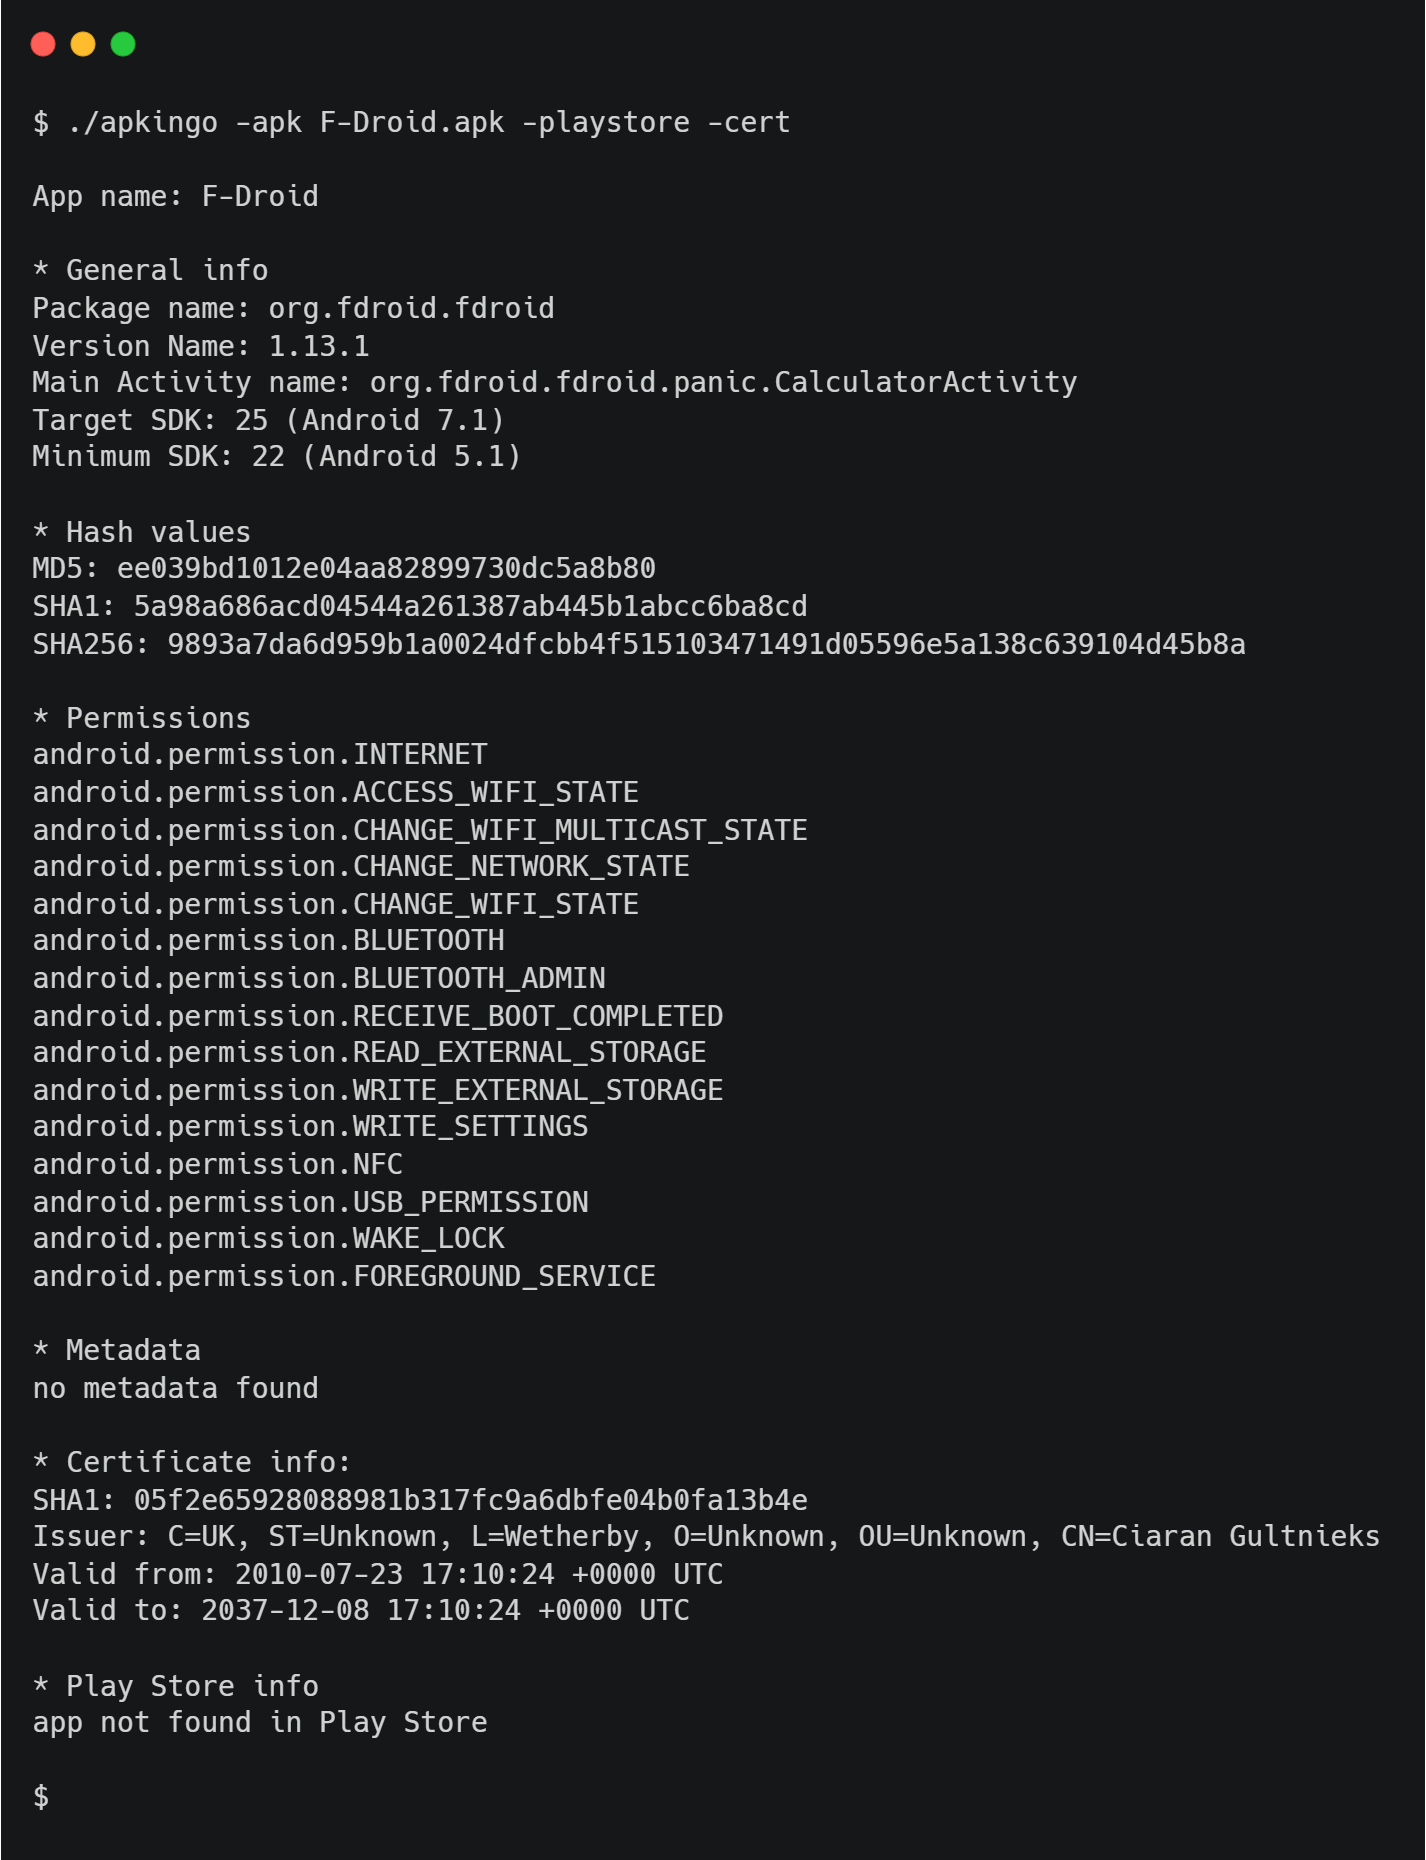 $ ./apkingo -apk F-Droid.apk -playstore -cert
App name: F-Droid
* General info
Package name: org.fdroid.fdroid
Version Name: 1.13.1
Main Activity name: org.fdroid.fdroid.panic.CalculatorActivity
Target SDK: 25 (Android 7.1)
Minimum SDK: 22 (Android 5.1)
* Hash values
MD5: ee039bd1012e04aa82899730dc5a8b80
SHA1: 5a98a686acd04544a261387ab445b1abcc6ba8cd
SHA256: 9893a7da6d959b1a0024dfcbb4f515103471491d05596e5a138c639104d45b8a
* Permissions
android.permission.INTERNET
android.permission.ACCESS_WIFI_STATE
android.permission.CHANGE_WIFI_MULTICAST_STATE
android.permission.CHANGE_NETWORK_STATE
android.permission.CHANGE_WIFI_STATE
android.permission.BLUETOOTH
android.permission.BLUETOOTH_ADMIN
android.permission.RECEIVE_BOOT_COMPLETED
android.permission.READ_EXTERNAL_STORAGE
android.permission.WRITE_EXTERNAL_STORAGE
android.permission.WRITE_SETTINGS
android.permission.NFC
android.permission.USB_PERMISSION
android.permission.WAKE_LOCK
android.permission.FOREGROUND_SERVICE
* Metadata
no metadata found
* Certificate info:
SHA1: 05f2e65928088981b317fc9a6dbfe04b0fa13b4e
Issuer: C=UK, ST=Unknown, L=Wetherby, O=Unknown, OU=Unknown, CN=Ciaran Gultnieks
Valid from: 2010-07-23 17:10:24 +0000 UTC
Valid to: 2037-12-08 17:10:24 +0000 UTC
* Play Store info
app not found in Play Store
$